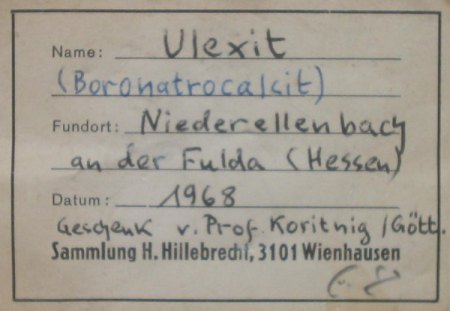 Name: Ulexit
(Boronatrocalcit)
Fundort: Niederellenbach
an der Fulda (Hessen)
Datum: 1968
Geschenk v. Prof. Koritnig /Gött.
Sammlung H. Hillebrecht, 3101 Wienhausen